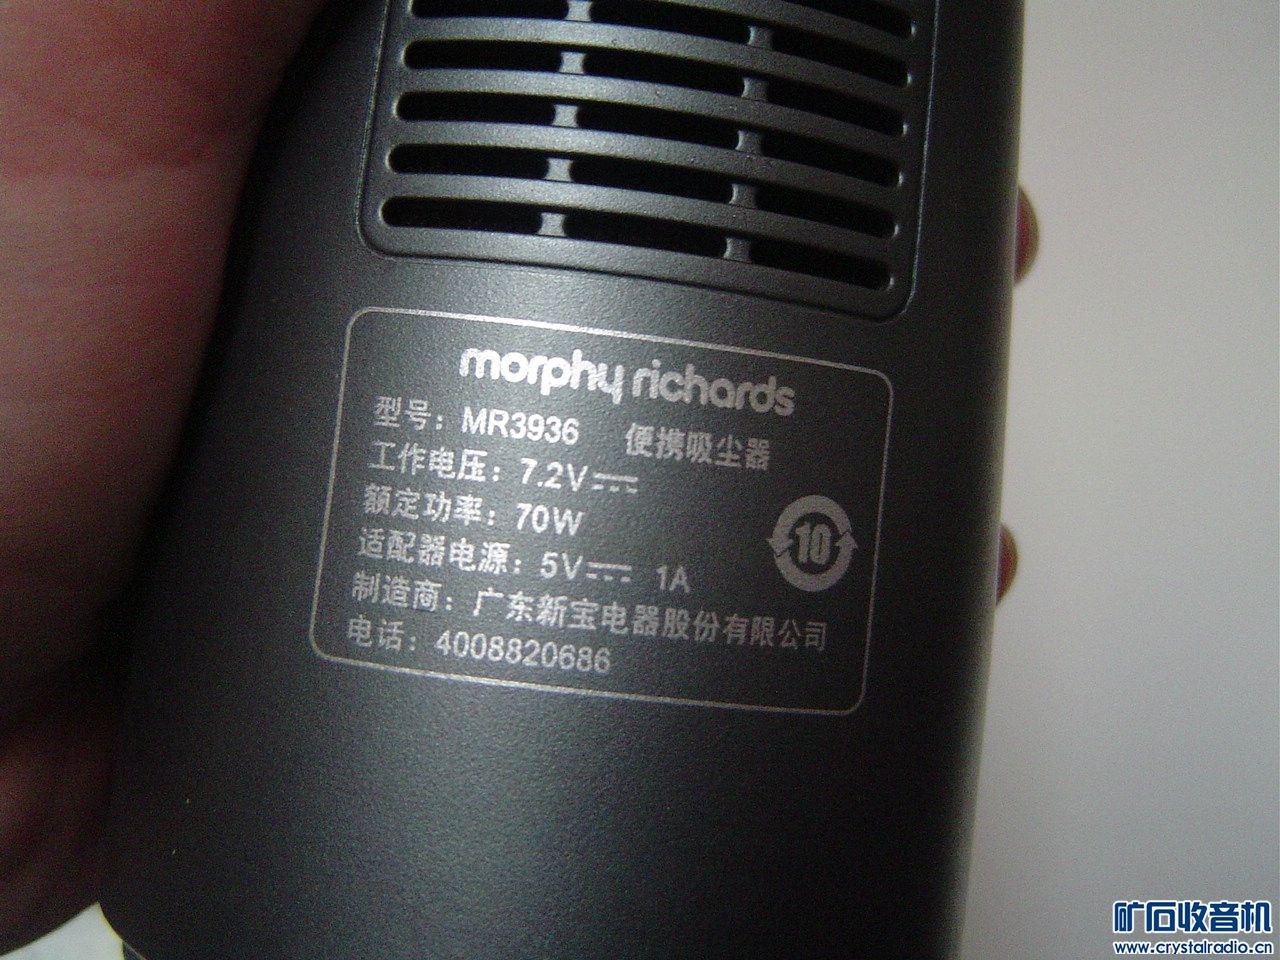 morphy richards
型号：MR3936 便携吸尘器
工作电压：7.2V
额定功率：70W
适配器电源：5V 1A
制造商：广东新宝电器股份有限公司
电话：4008820686
10
矿石收音机
www.crystalradio.cn